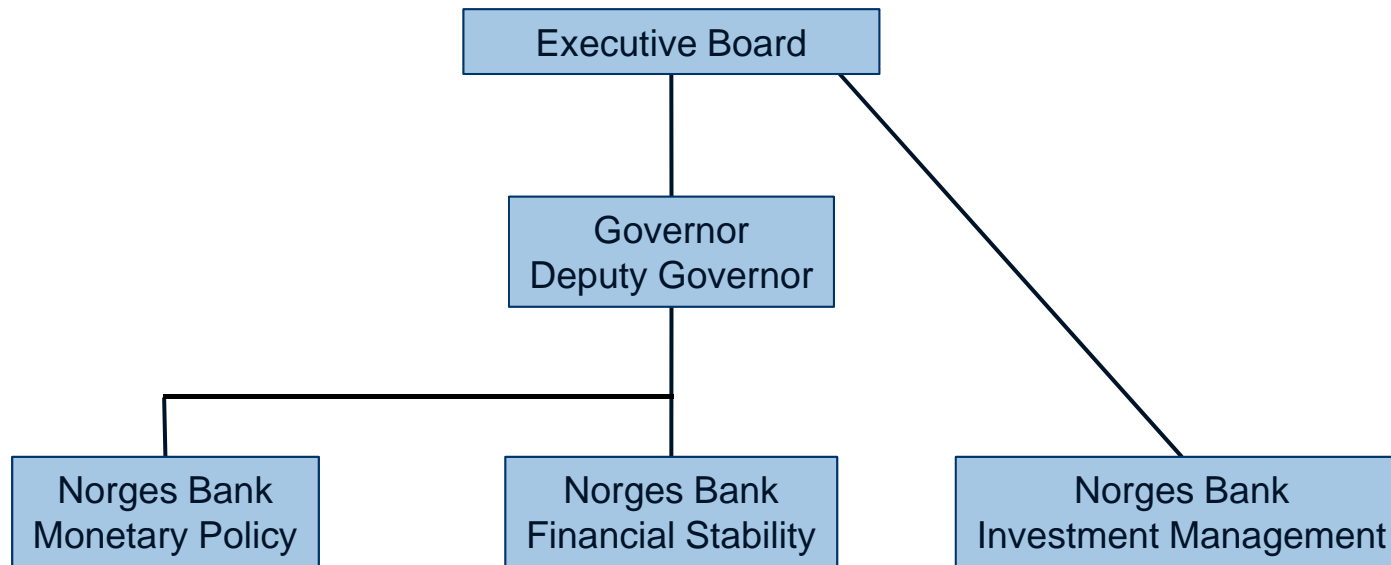 Executive Board
Governor
Deputy Governor
Norges Bank
Monetary Policy
Norges Bank
Financial Stability
Norges Bank
Investment Management